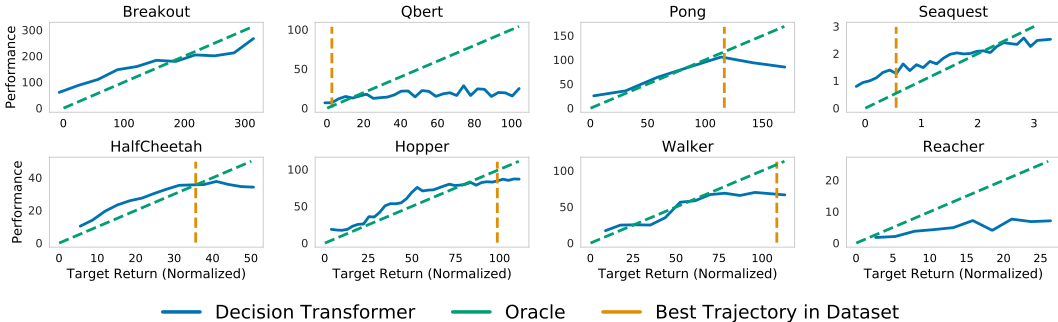 Breakout
Qbert
Pong
Seaquest
Performance
300
200
100
0
0 100 200 300
100
75
50
25
0
0 20 40 60 80 100
150
100
50
0
0 50 100 150
3
2
1
0
0 1 2 3
HalfCheetah
Hopper
Walker
Reacher
Performance
40
20
0
0 10 20 30 40 50
Target Return (Normalized)
100
50
0
0 25 50 75 100
Target Return (Normalized)
100
50
0
0 25 50 75 100
Target Return (Normalized)
20
10
0
0 5 10 15 20 25
Target Return (Normalized)
Decision Transformer
Oracle
Best Trajectory in Dataset